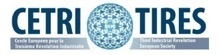 CETRI TIRES
Cercle Européen pour la
Troisième Révolution Industrielle
Third Industrial Revolution
European Society